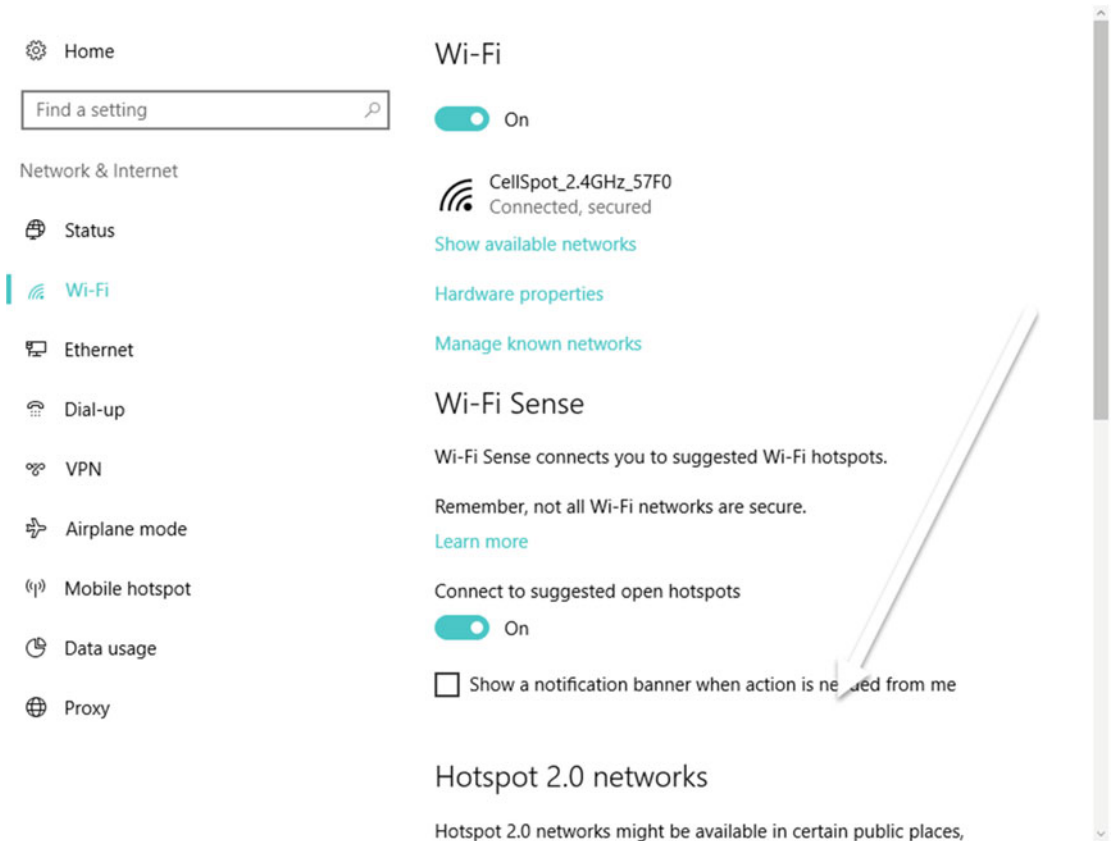 Home
Find a setting
Network & Internet
Status
Wi-Fi
Ethernet
Dial-up
VPN
Airplane mode
Mobile hotspot
Data usage
Proxy
Wi-Fi
On
CellSpot_2.4GHz_57F0
Connected, secured
Show available networks
Hardware properties
Manage known networks
Wi-Fi Sense
Wi-Fi Sense connects you to suggested Wi-Fi hotspots.
Remember, not all Wi-Fi networks are secure.
Learn more
Connect to suggested open hotspots
On
Show a notification banner when action is needed from me
Hotspot 2.0 networks
Hotspot 2.0 networks might be available in certain public places,